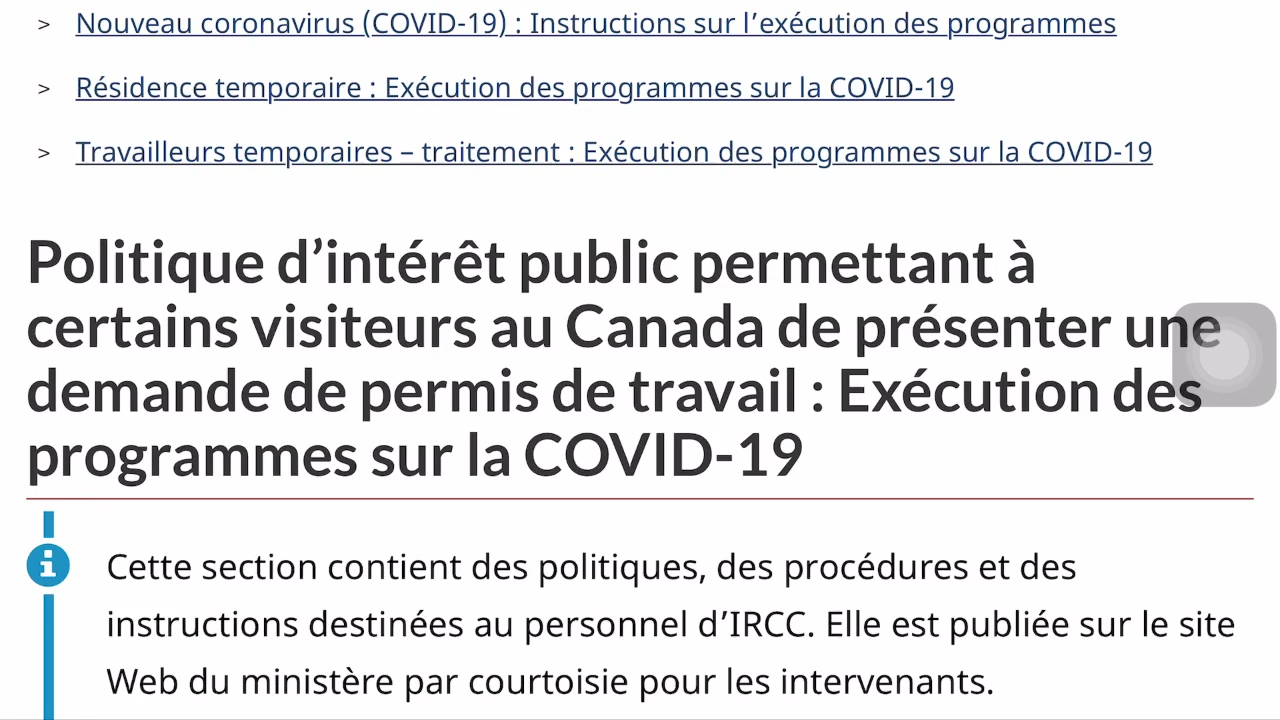 > Nouveau coronavirus (COVID-19) : Instructions sur l’exécution des programmes
> Résidence temporaire : Exécution des programmes sur la COVID-19
> Travailleurs temporaires – traitement : Exécution des programmes sur la COVID-19
Politique d’intérêt public permettant à
certains visiteurs au Canada de présenter une
demande de permis de travail : Exécution des
programmes sur la COVID-19
Cette section contient des politiques, des procédures et des
instructions destinées au personnel d’IRCC. Elle est publiée sur le site
Web du ministère par courtoisie pour les intervenants.